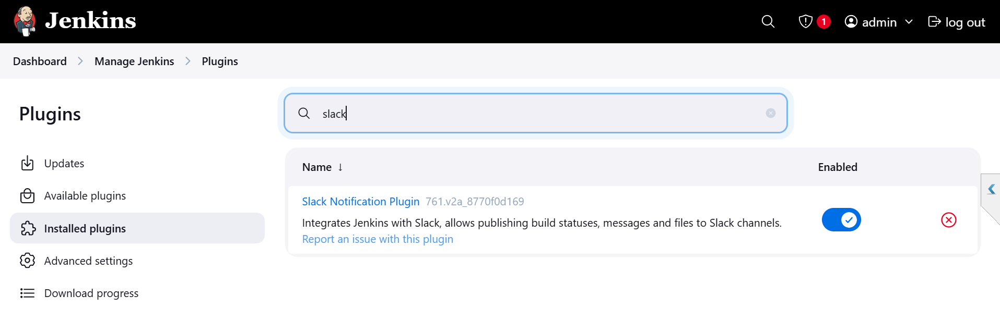 Jenkins
1
admin
log out
Dashboard
Manage Jenkins
Plugins
Plugins
Updates
Available plugins
Installed plugins
Advanced settings
Download progress
slack
Name ↓
Enabled
Slack Notification Plugin 761.v2a_8770f0d169
Integrates Jenkins with Slack, allows publishing build statuses, messages and files to Slack channels.
Report an issue with this plugin